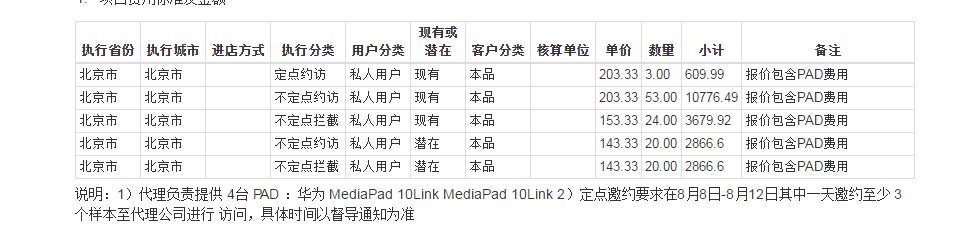 1. 项目费用标准及金额
执行省份 执行城市 进店方式 执行分类 用户分类 现有或潜在 客户分类 核算单位 单价 数量 小计 备注
北京市 北京市 定点约访 私人用户 现有 本品 203.33 3.00 609.99 报价包含PAD费用
北京市 北京市 不定点约访 私人用户 现有 本品 203.33 53.00 10776.49 报价包含PAD费用
北京市 北京市 不定点拦截 私人用户 现有 本品 153.33 24.00 3679.92 报价包含PAD费用
北京市 北京市 不定点约访 私人用户 潜在 本品 143.33 20.00 2866.6 报价包含PAD费用
北京市 北京市 不定点拦截 私人用户 潜在 本品 143.33 20.00 2866.6 报价包含PAD费用
说明：1）代理负责提供 4台 PAD ：华为 MediaPad 10Link MediaPad 10Link 2）定点邀约要求在8月8日-8月12日其中一天邀约至少 3
个样本至代理公司进行 访问，具体时间以督导通知为准